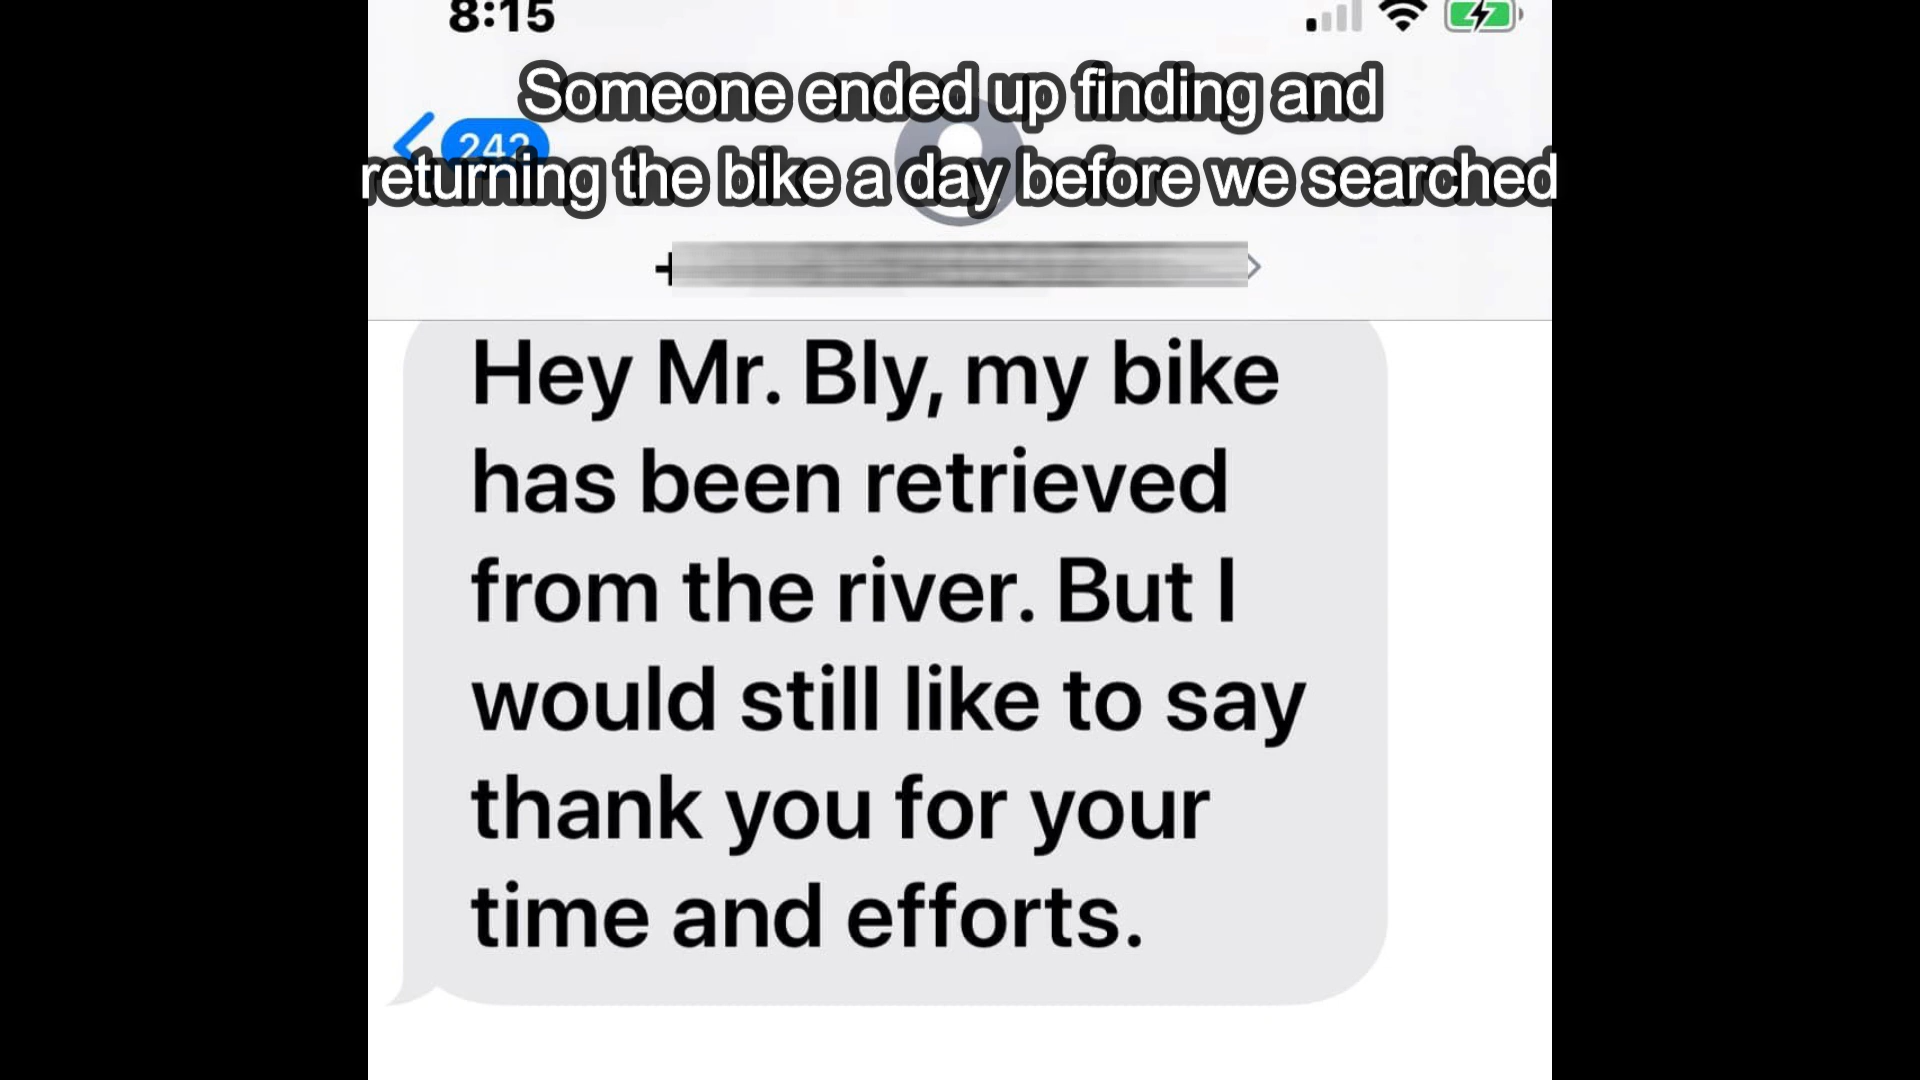 8:15
Someone ended up finding and
242
returning the bike a day before we searched
+
Hey Mr. Bly, my bike
has been retrieved
from the river. But I
would still like to say
thank you for your
time and efforts.